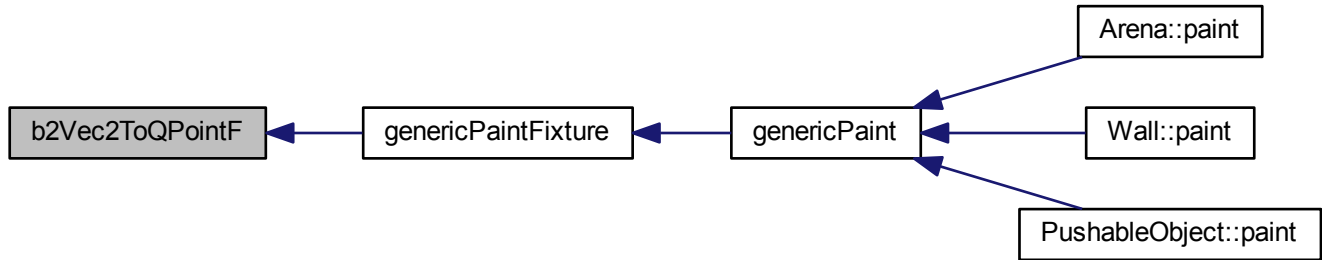 b2Vec2ToQPointF
genericPaintFixture
genericPaint
Arena::paint
Wall::paint
PushableObject::paint